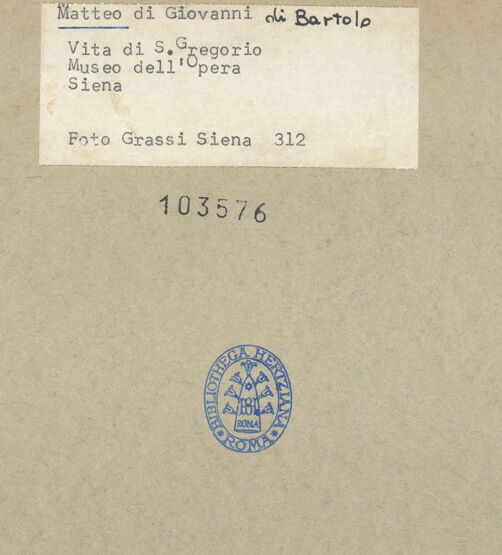 Matteo di Giovanni di Bartolo
Vita di S.Gregorio
Museo dell'Opera
Siena
Foto Grassi Siena 312
103576
BIBLIOTHECA HERTZIANA
ROMA
ROMA